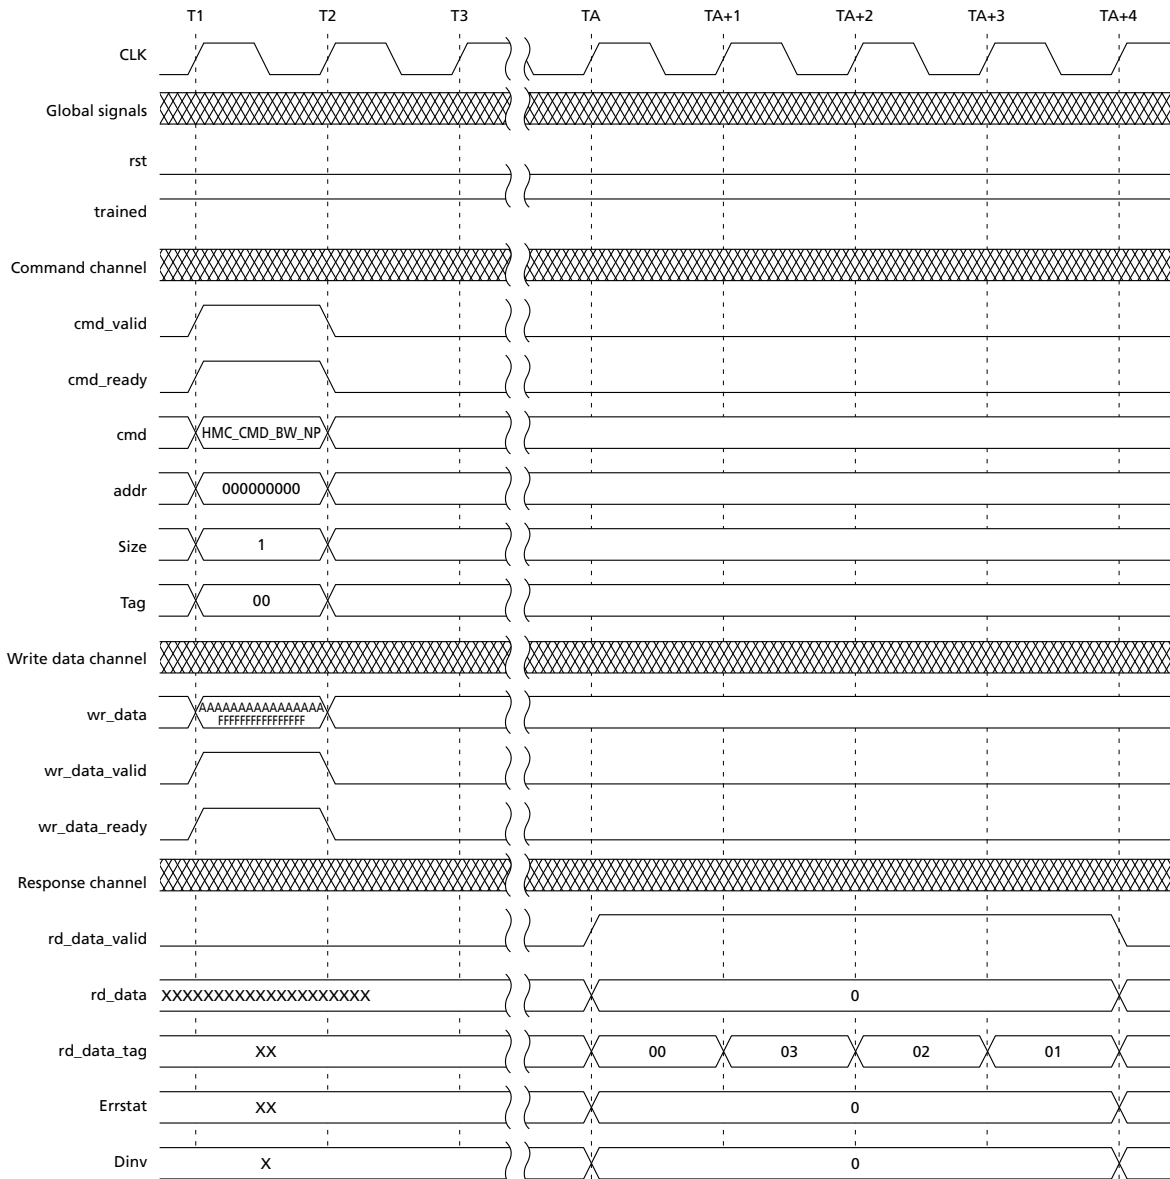 T1 T2 T3 TA TA+1 TA+2 TA+3 TA+4
CLK
Global signals
rst
trained
Command channel
cmd_valid
cmd_ready
cmd HMC_CMD_BW_NP
addr 000000000
Size 1
Tag 00
Write data channel
wr_data AAAAAAAAAAAAAAAA
FFFFFFFFFFFFFFFF
wr_data_valid
wr_data_ready
Response channel
rd_data_valid
rd_data XXXXXXXXXXXXXXXXXXXX 0
rd_data_tag XX 00 03 02 01
Errstat XX 0
Dinv X 0